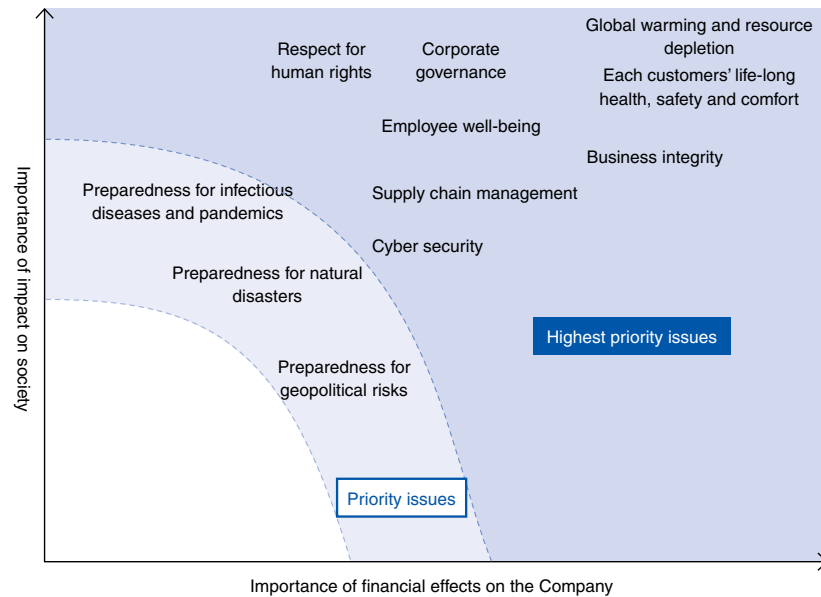 Importance of impact on society
Respect for
human rights
Corporate
governance
Global warming and resource
depletion
Each customers’ life-long
health, safety and comfort
Employee well-being
Business integrity
Preparedness for infectious
diseases and pandemics
Supply chain management
Cyber security
Preparedness for natural
disasters
Highest priority issues
Preparedness for
geopolitical risks
Priority issues
Importance of financial effects on the Company